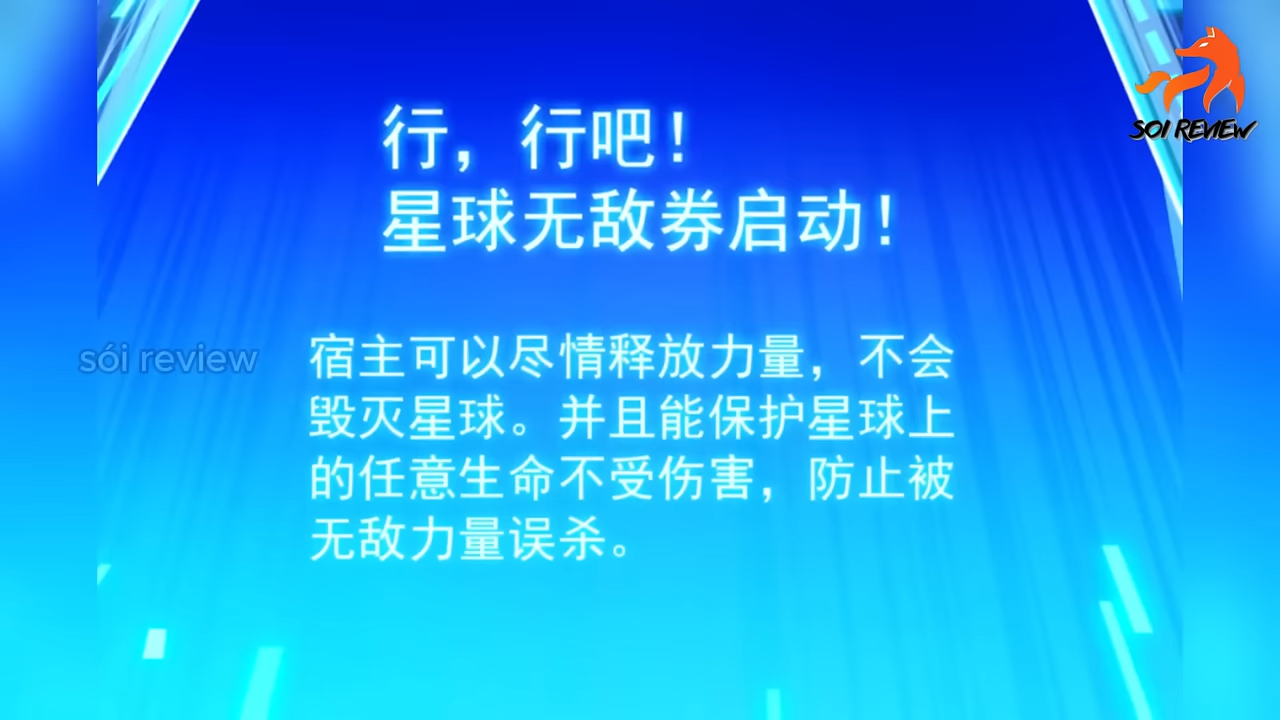 SOI REVIEW
行，行吧！
星球无敌券启动！
宿主可以尽情释放力量，不会
毁灭星球。并且能保护星球上
的任意生命不受伤害，防止被
无敌力量误杀。
sói review